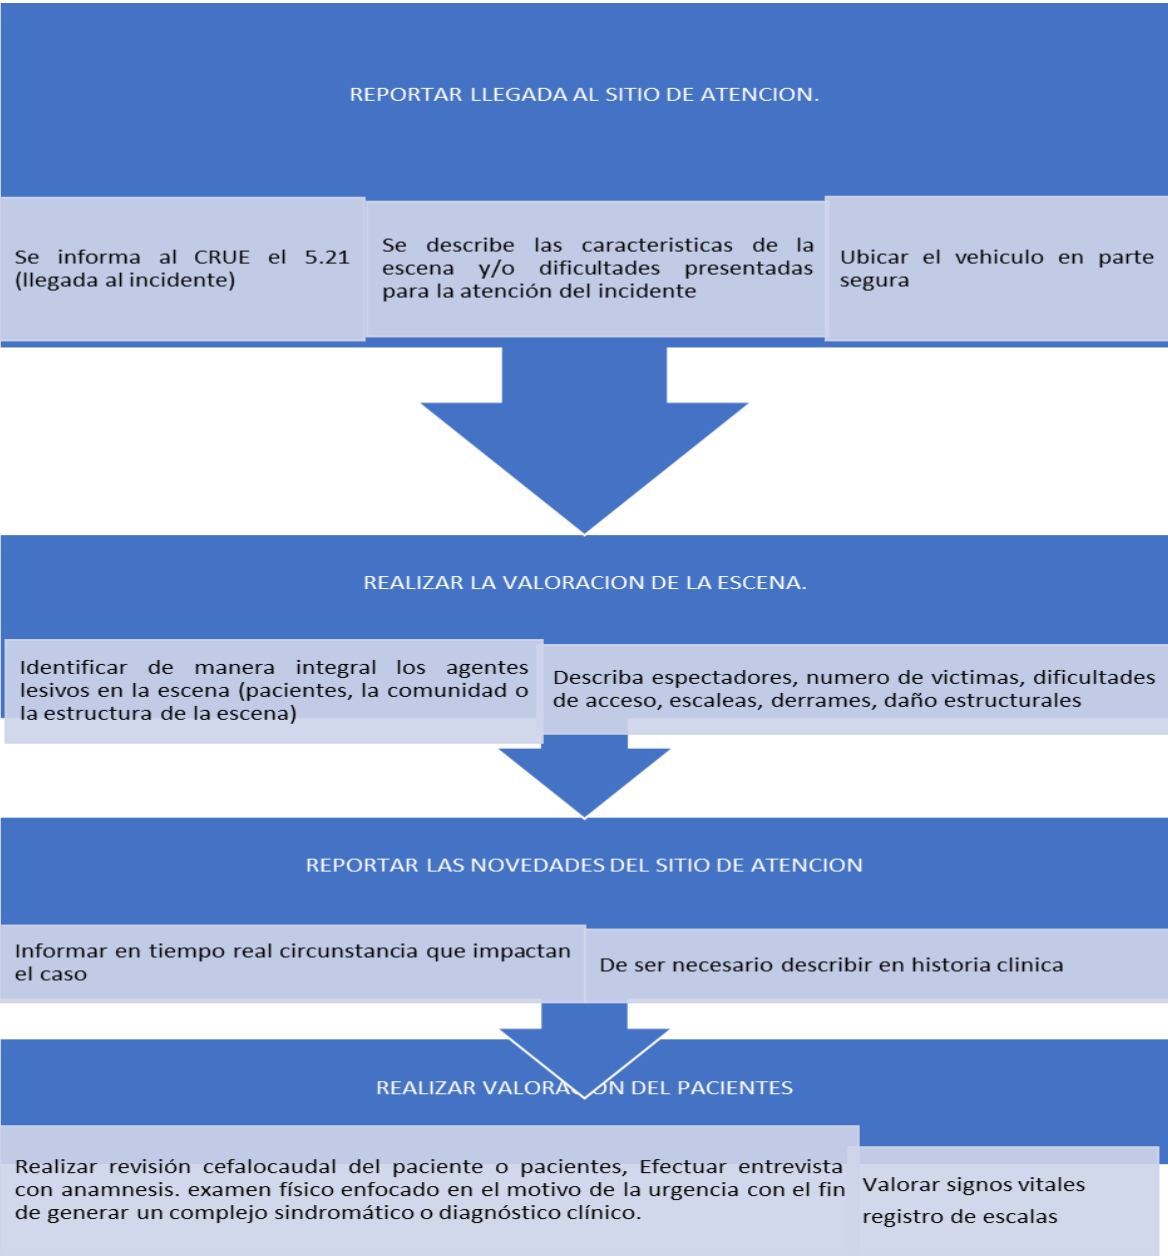 REPORTAR LLEGADA AL SITIO DE ATENCION.
Se informa al CRUE el 5.21
(llegada al incidente)
Se describe las caracteristicas de la
escena y/o dificultades presentadas
para la atención del incidente
Ubicar el vehiculo en parte
segura
REALIZAR LA VALORACION DE LA ESCENA.
Identificar de manera integral los agentes
lesivos en la escena (pacientes, la comunidad o
la estructura de la escena)
Describa espectadores, numero de victimas, dificultades
de acceso, escaleas, derrames, daño estructurales
REPORTAR LAS NOVEDADES DEL SITIO DE ATENCION
Informar en tiempo real circunstancia que impactan
el caso
De ser necesario describir en historia clinica
REALIZAR VALORACION DEL PACIENTES
Realizar revisión cefalocaudal del paciente o pacientes, Efectuar entrevista
con anamnesis. examen físico enfocado en el motivo de la urgencia con el fin
de generar un complejo sindromático o diagnóstico clínico.
Valorar signos vitales
registro de escalas